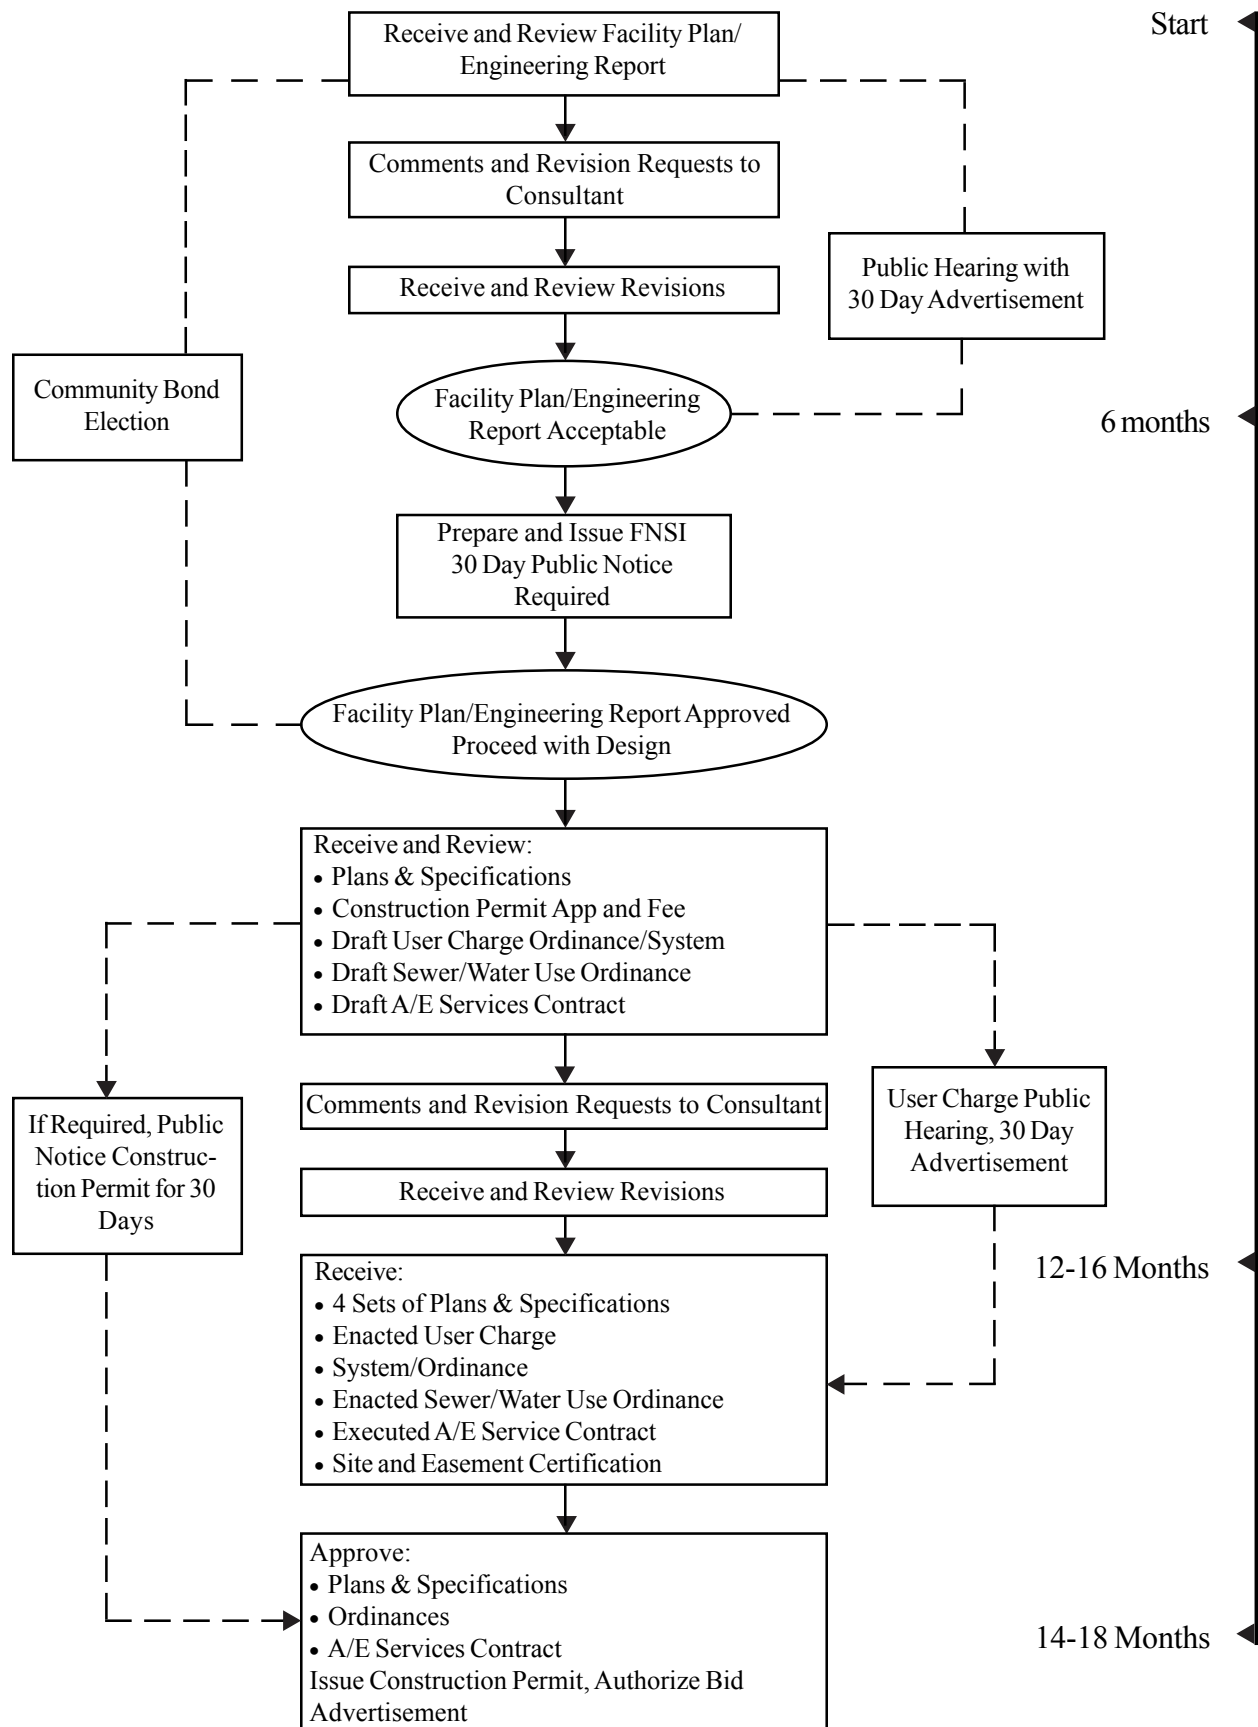 Receive and Review Facility Plan/
Engineering Report
Start
Comments and Revision Requests to
Consultant
Receive and Review Revisions
Public Hearing with
30 Day Advertisement
Community Bond
Election
Facility Plan/Engineering
Report Acceptable
6 months
Prepare and Issue FNSI
30 Day Public Notice
Required
Facility Plan/Engineering Report Approved
Proceed with Design
Receive and Review:
• Plans & Specifications
• Construction Permit App and Fee
• Draft User Charge Ordinance/System
• Draft Sewer/Water Use Ordinance
• Draft A/E Services Contract
Comments and Revision Requests to Consultant
If Required, Public
Notice Construc-
tion Permit for 30
Days
User Charge Public
Hearing, 30 Day
Advertisement
Receive and Review Revisions
12-16 Months
Receive:
• 4 Sets of Plans & Specifications
• Enacted User Charge
• System/Ordinance
• Enacted Sewer/Water Use Ordinance
• Executed A/E Service Contract
• Site and Easement Certification
Approve:
• Plans & Specifications
• Ordinances
• A/E Services Contract
Issue Construction Permit, Authorize Bid
Advertisement
14-18 Months